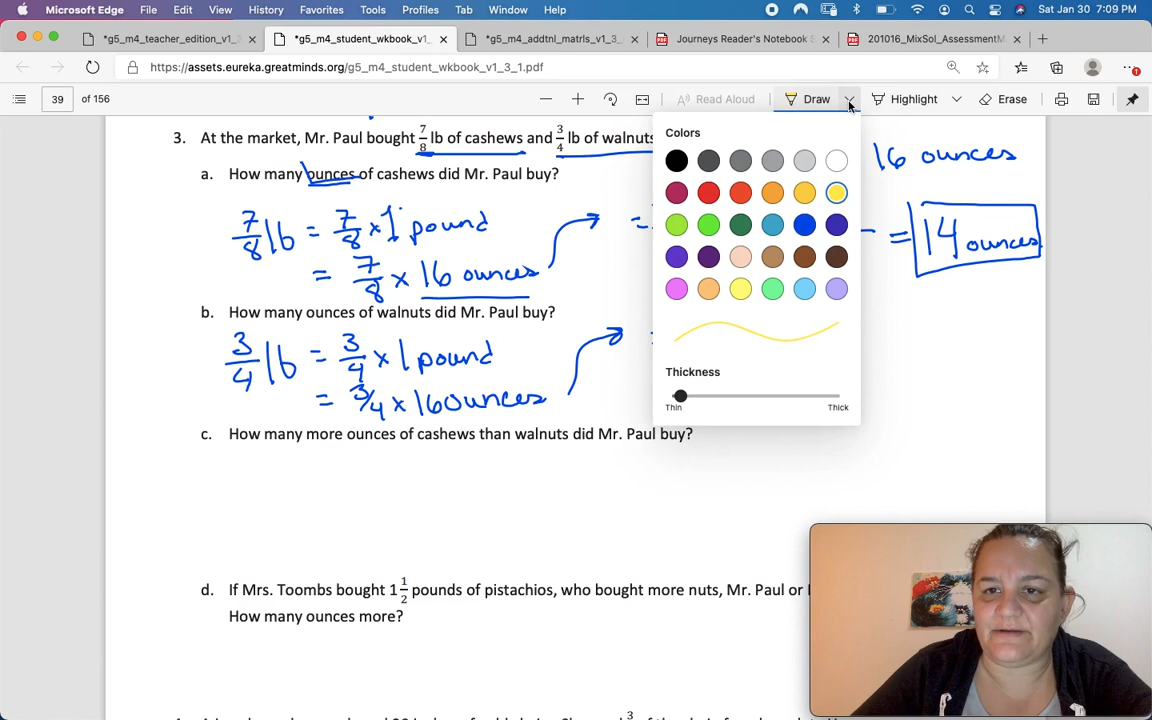 Microsoft Edge File Edit View History Favorites Tools Profiles Tab Window Help Sat Jan 30 7:09 PM
*g5_m4_teacher_edition_v1_ *g5_m4_student_wkbook_v1_ *g5_m4_addtnl_matrls_v1_3_ Journeys Reader's Notebook 201016_MixSol_AssessmentM
https://assets.eureka.greatminds.org/g5_m4_student_wkbook_v1_3_1.pdf
39 of 156 Read Aloud Draw Highlight Erase
Colors
Thickness
Thin Thick
3. At the market, Mr. Paul bought 7/8 lb of cashews and 3/4 lb of walnuts
16 ounces
a. How many ounces of cashews did Mr. Paul buy?
7/8 lb = 7/8 × 1 pound = = 14 ounces
= 7/8 × 16 ounces
b. How many ounces of walnuts did Mr. Paul buy?
3/4 lb = 3/4 × 1 pound
= 3/4 × 16 ounces
c. How many more ounces of cashews than walnuts did Mr. Paul buy?
d. If Mrs. Toombs bought 1 1/2 pounds of pistachios, who bought more nuts, Mr. Paul or
How many ounces more?